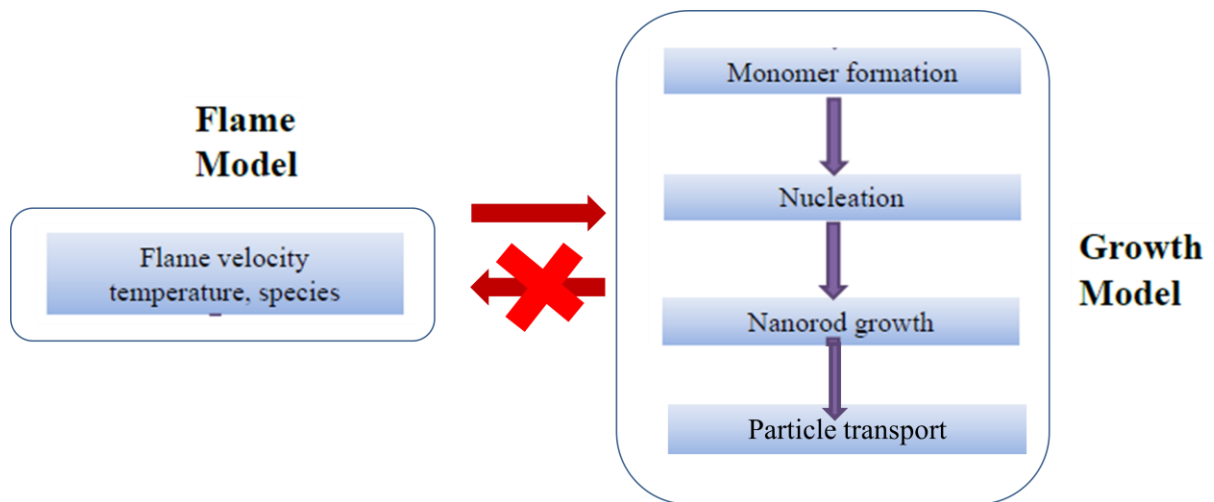 Flame
Model
Flame velocity
temperature, species
Monomer formation
Nucleation
Nanorod growth
Particle transport
Growth
Model